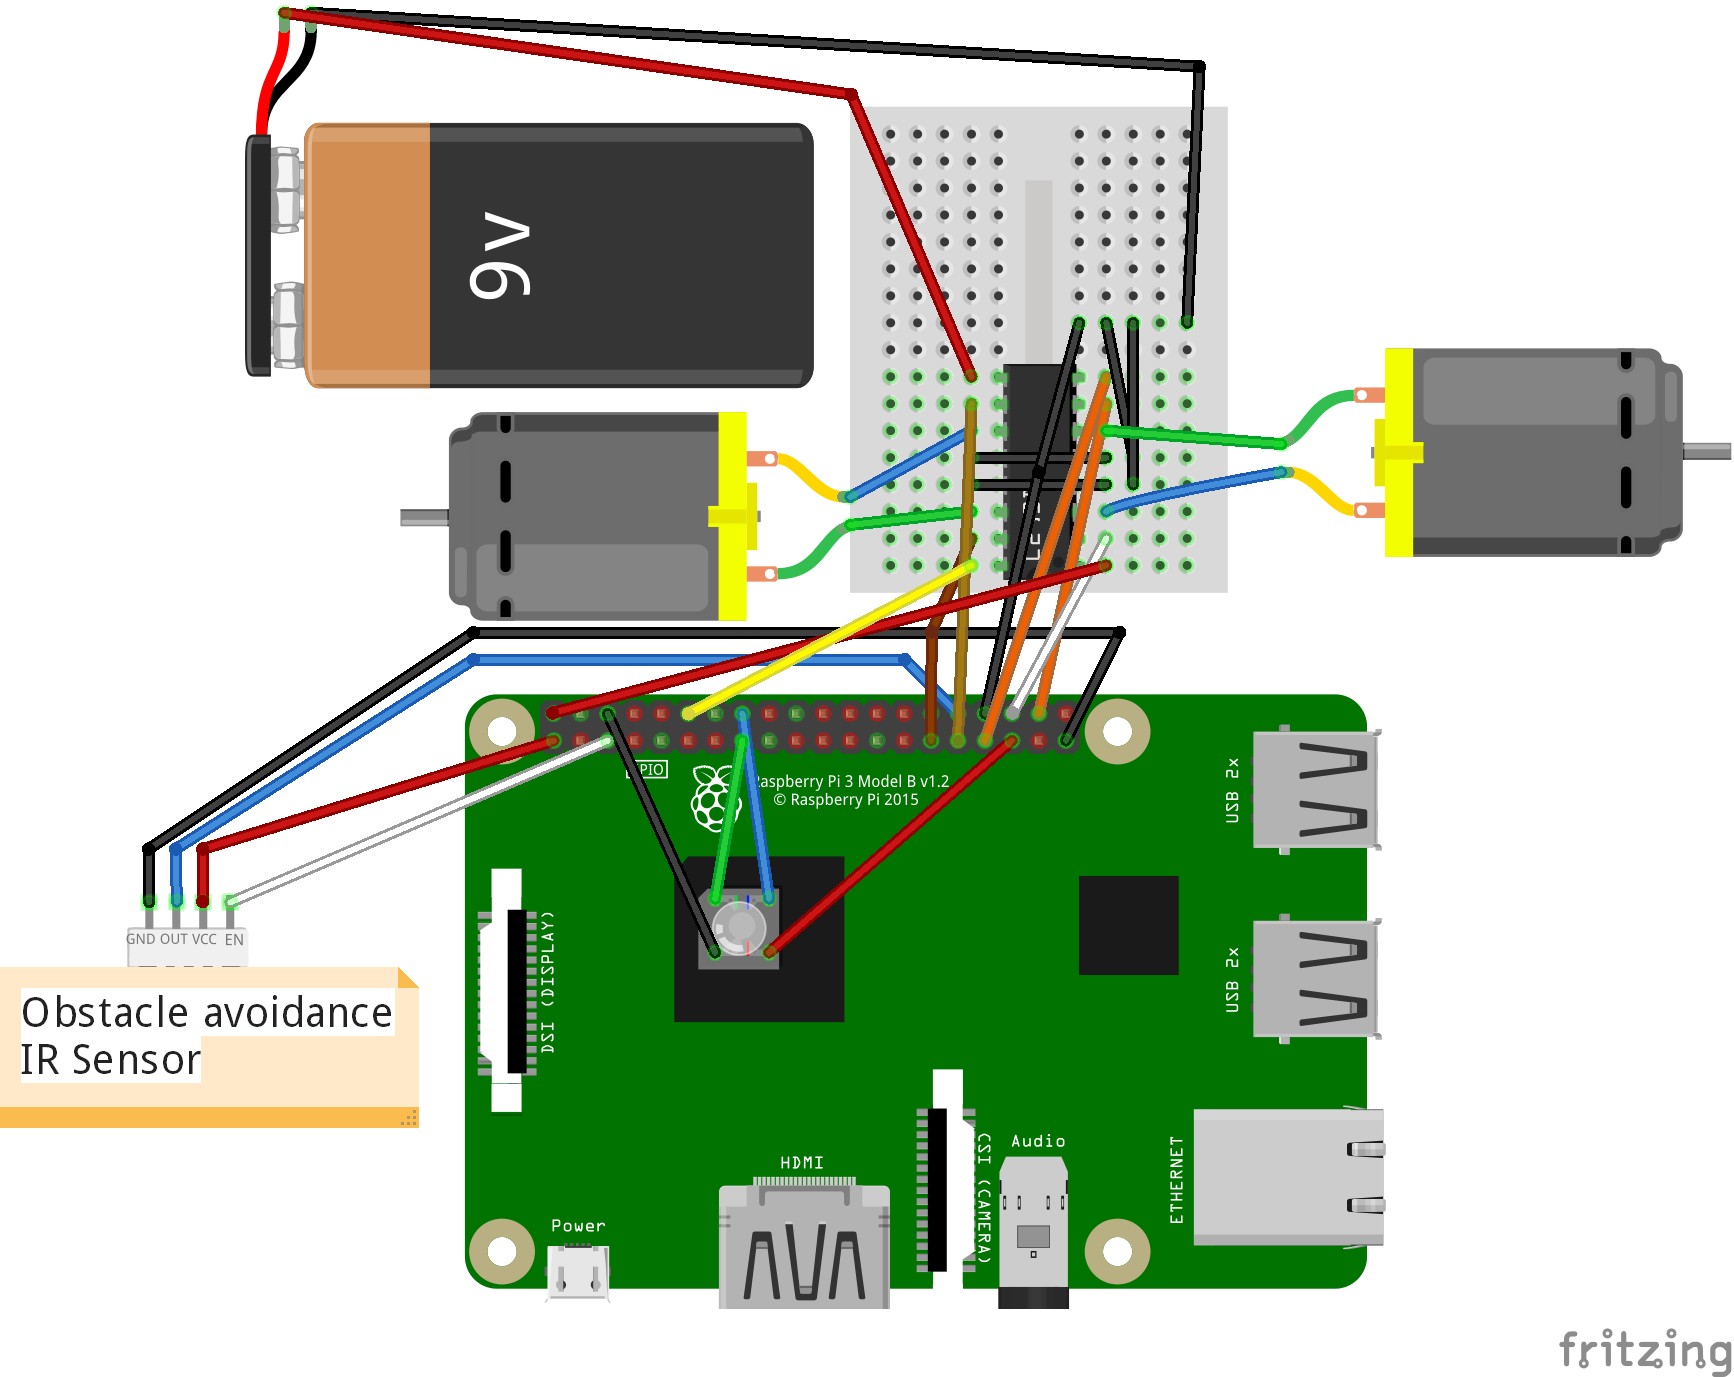 9v
GPIO
Raspberry Pi 3 Model B v1.2
© Raspberry Pi 2015
USB 2x
GND OUT VCC EN
DSI (DISPLAY)
Obstacle avoidance
IR Sensor
USB 2x
CSI (CAMERA)
Audio
ETHERNET
HDMI
Power
fritzing